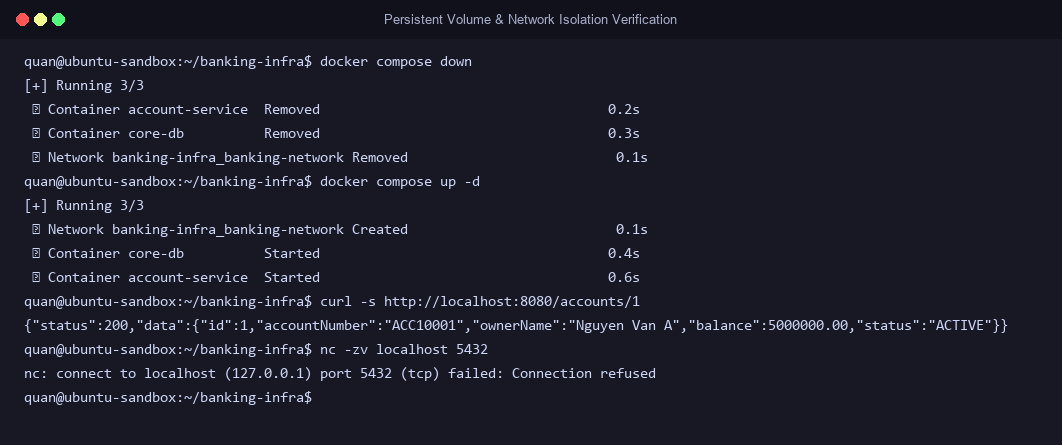 Persistent Volume & Network Isolation Verification
quan@ubuntu-sandbox:~/banking-infra$ docker compose down
[+] Running 3/3
Container account-service Removed 0.2s
Container core-db Removed 0.3s
Network banking-infra_banking-network Removed 0.1s
quan@ubuntu-sandbox:~/banking-infra$ docker compose up -d
[+] Running 3/3
Network banking-infra_banking-network Created 0.1s
Container core-db Started 0.4s
Container account-service Started 0.6s
quan@ubuntu-sandbox:~/banking-infra$ curl -s http://localhost:8080/accounts/1
{"status":200,"data":{"id":1,"accountNumber":"ACC10001","ownerName":"Nguyen Van A","balance":5000000.00,"status":"ACTIVE"}}
quan@ubuntu-sandbox:~/banking-infra$ nc -zv localhost 5432
nc: connect to localhost (127.0.0.1) port 5432 (tcp) failed: Connection refused
quan@ubuntu-sandbox:~/banking-infra$